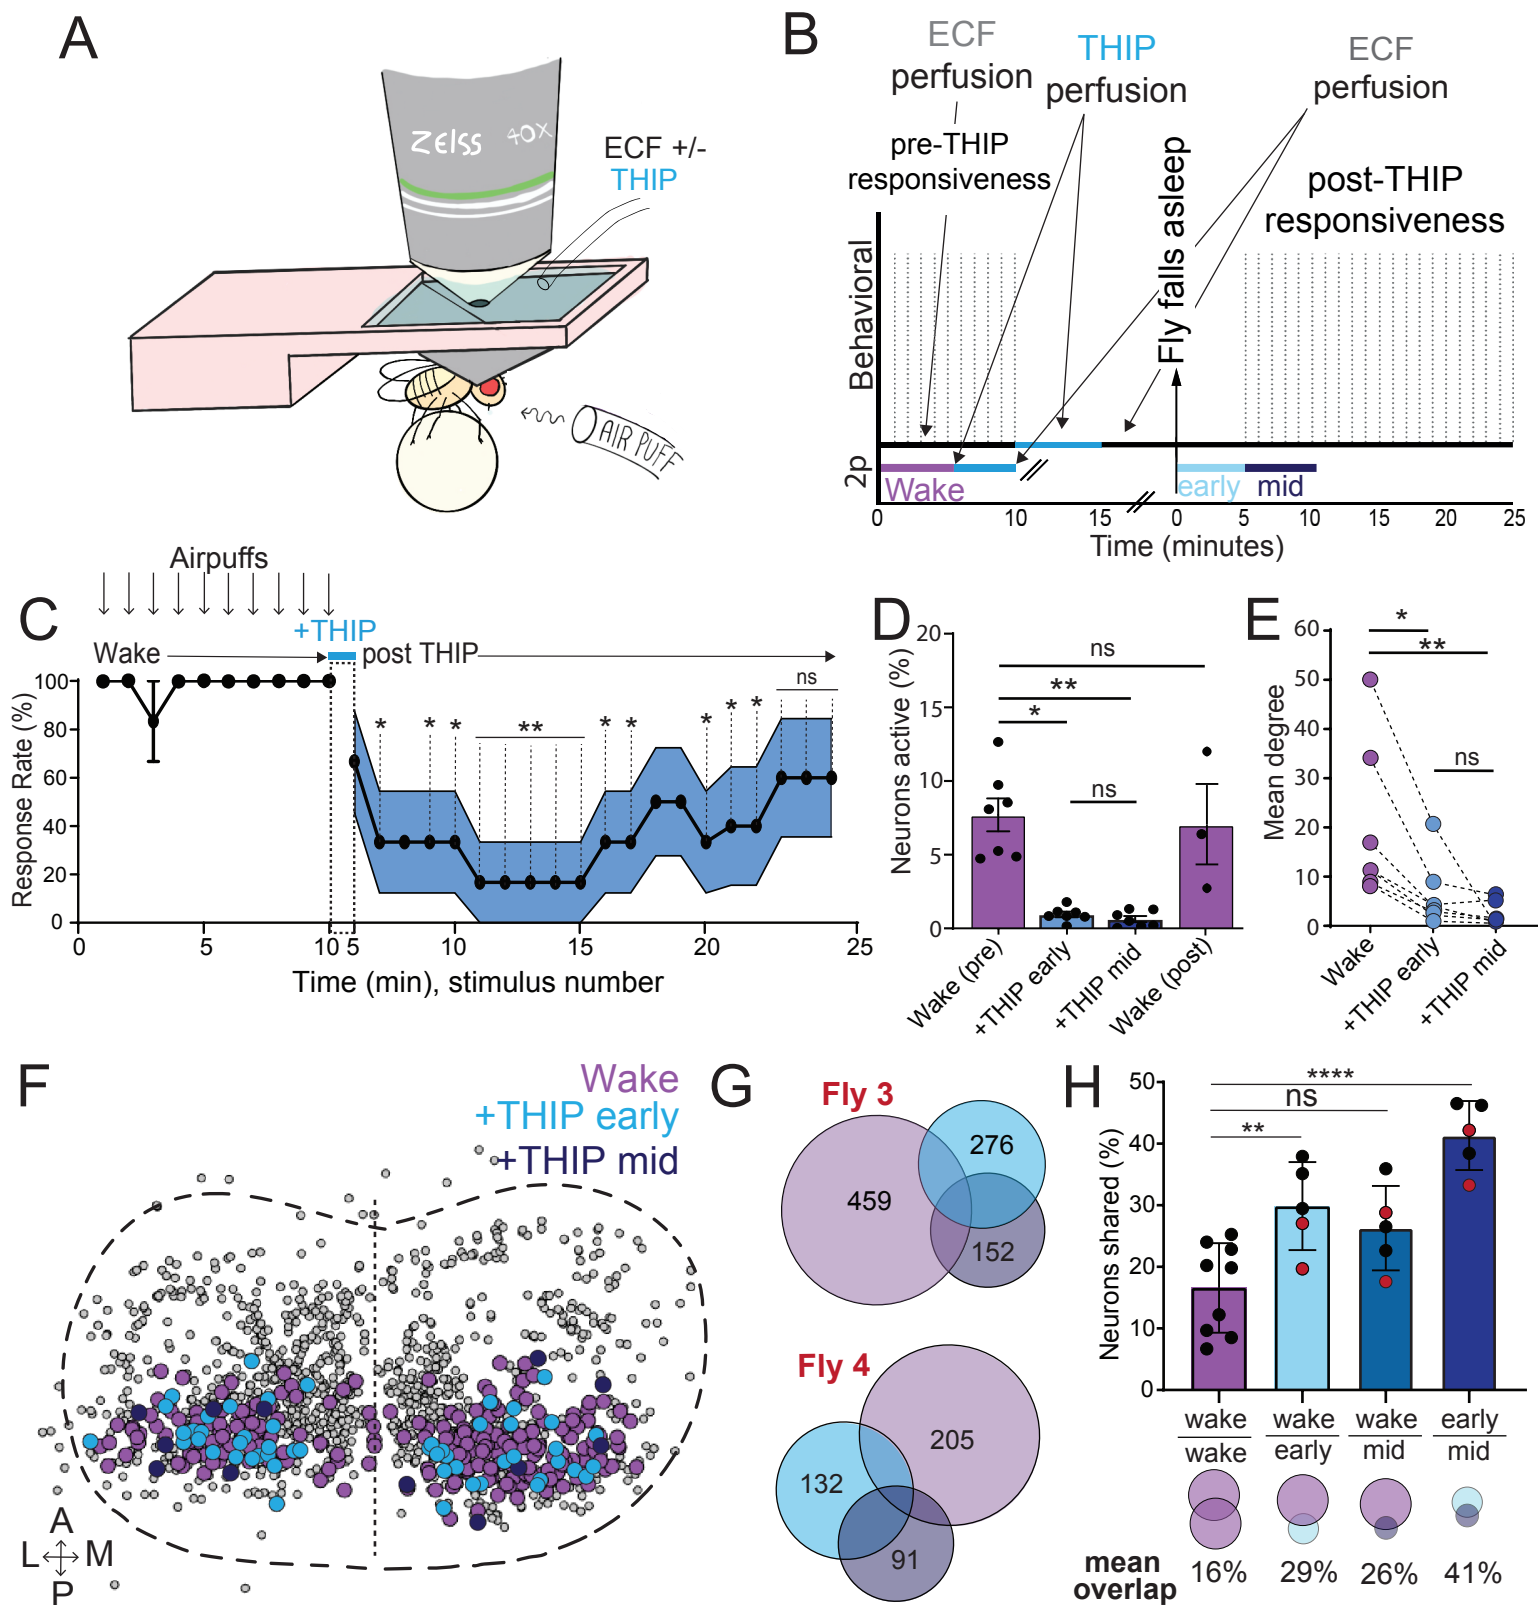 A
ZEISS 40X
ECF +/-
THIP
AIR PUFF
B
ECF
perfusion
THIP
perfusion
ECF
perfusion
pre-THIP
responsiveness
Fly falls asleep
post-THIP
responsiveness
Behavioral
2p
Wake
early
mid
0
10
15
0
5
10
15
20
25
Time (minutes)
C
Airpuffs
+THIP
Wake
post THIP
ns
* * * ** * * * * *
Response Rate (%)
100
80
60
40
20
0
0
5
10
5
10
15
20
25
Time (min), stimulus number
D
Neurons active (%)
20
15
10
5
0
ns
**
*
ns
Wake (pre)
+THIP early
+THIP mid
Wake (post)
E
Mean degree
60
50
40
30
20
10
0
*
**
ns
Wake
+THIP early
+THIP mid
F
Wake
+THIP early
+THIP mid
A
L M
P
G
Fly 3
459
276
152
Fly 4
205
132
91
H
Neurons shared (%)
50
40
30
20
10
0
****
ns
**
wake wake wake early
wake early mid mid
mean
overlap
16% 29% 26% 41%